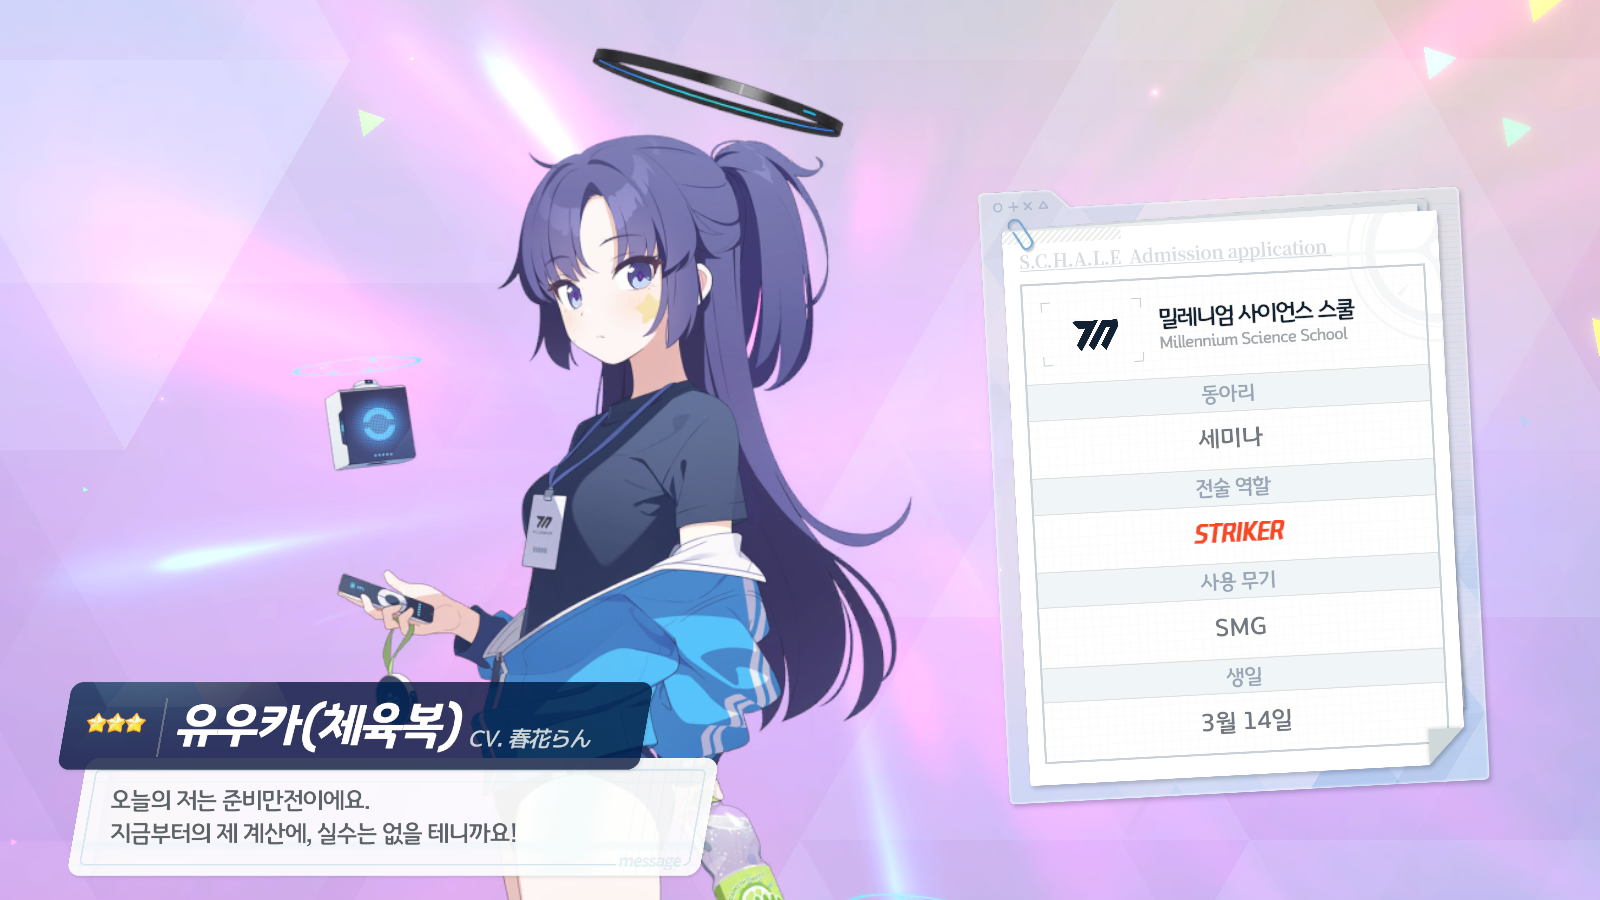 S.C.H.A.L.E Admission application
밀레니엄 사이언스 스쿨
Millennium Science School
동아리
세미나
전술 역할
STRIKER
사용 무기
SMG
생일
3월 14일
유우카(체육복) CV. 春花らん
오늘의 저는 준비만전이에요.
지금부터의 제 계산에, 실수는 없을 테니까요!
message